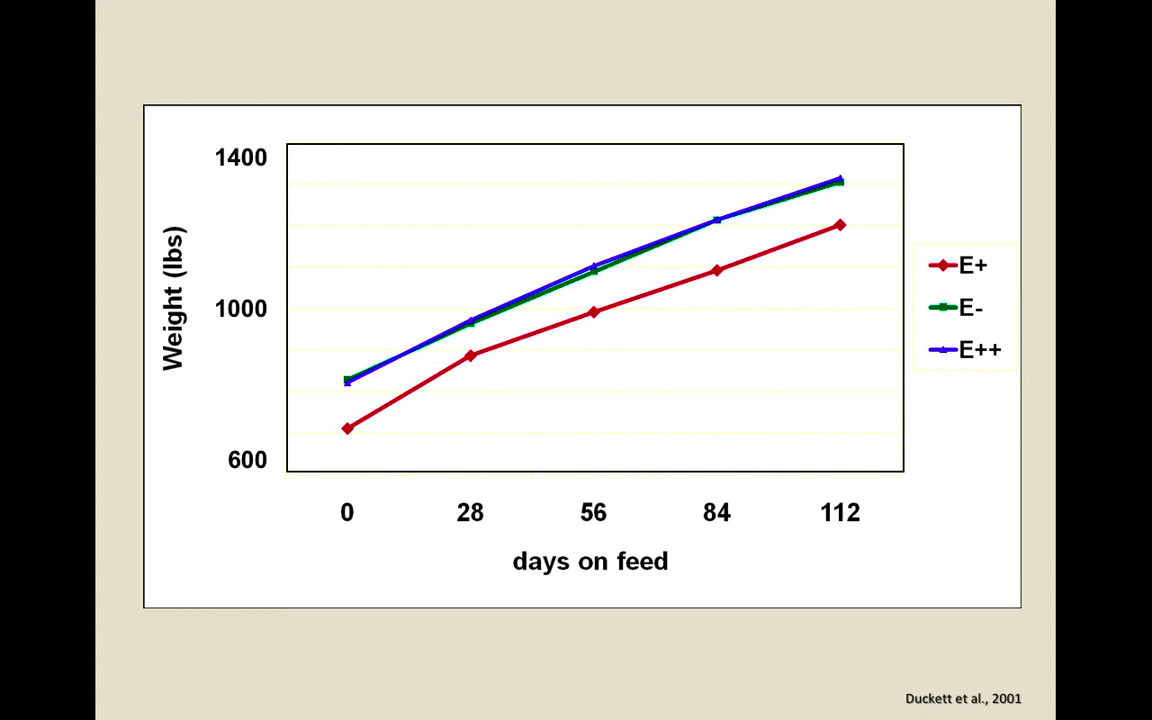 1400
1000
600
Weight (lbs)
0 28 56 84 112
days on feed
E+
E-
E++
Duckett et al., 2001